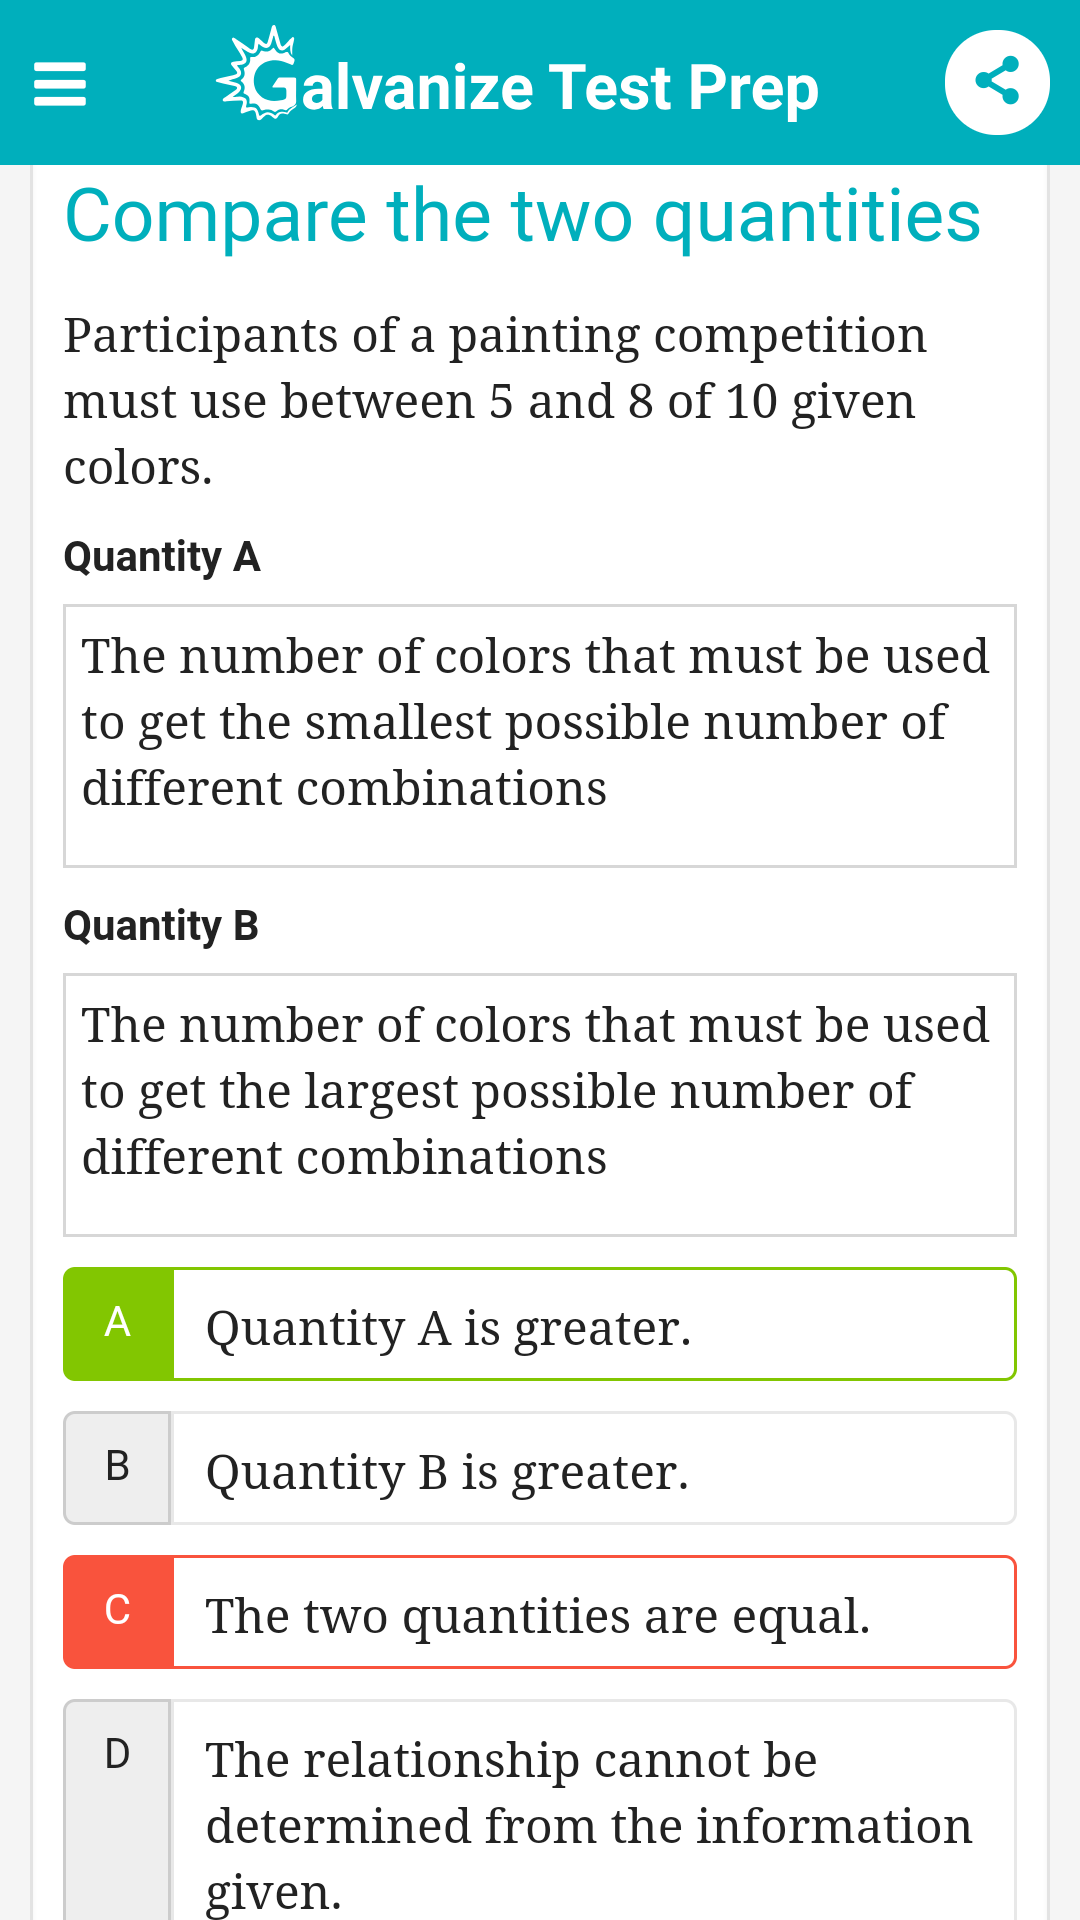 Galvanize Test Prep
Compare the two quantities
Participants of a painting competition
must use between 5 and 8 of 10 given
colors.
Quantity A
The number of colors that must be used
to get the smallest possible number of
different combinations
Quantity B
The number of colors that must be used
to get the largest possible number of
different combinations
A Quantity A is greater.
B Quantity B is greater.
C The two quantities are equal.
D The relationship cannot be
determined from the information
given.